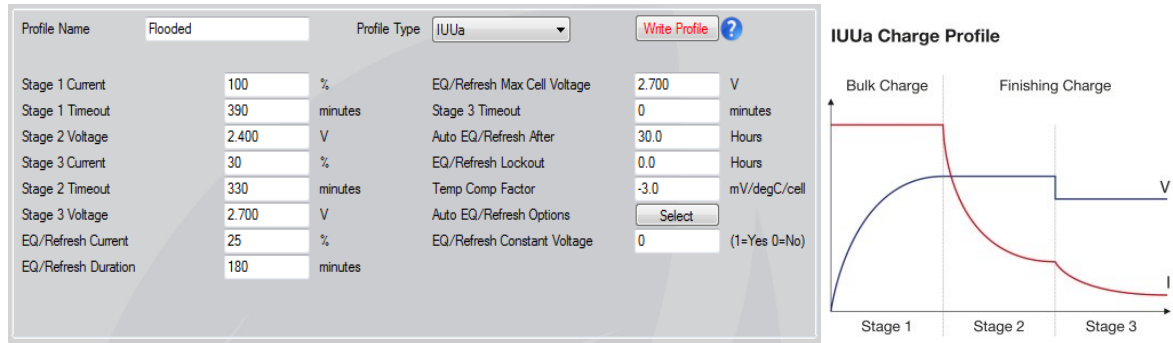 Profile Name Flooded Profile Type IUUa Write Profile ?
Stage 1 Current 100 % EQ/Refresh Max Cell Voltage 2.700 V
Stage 1 Timeout 390 minutes Stage 3 Timeout 0 minutes
Stage 2 Voltage 2.400 V Auto EQ/Refresh After 30.0 Hours
Stage 3 Current 30 % EQ/Refresh Lockout 0.0 Hours
Stage 2 Timeout 330 minutes Temp Comp Factor -3.0 mV/degC/cell
Stage 3 Voltage 2.700 V Auto EQ/Refresh Options Select
EQ/Refresh Current 25 % EQ/Refresh Constant Voltage 0 (1=Yes 0=No)
EQ/Refresh Duration 180 minutes
IUUa Charge Profile
Bulk Charge Finishing Charge
V
I
Stage 1 Stage 2 Stage 3